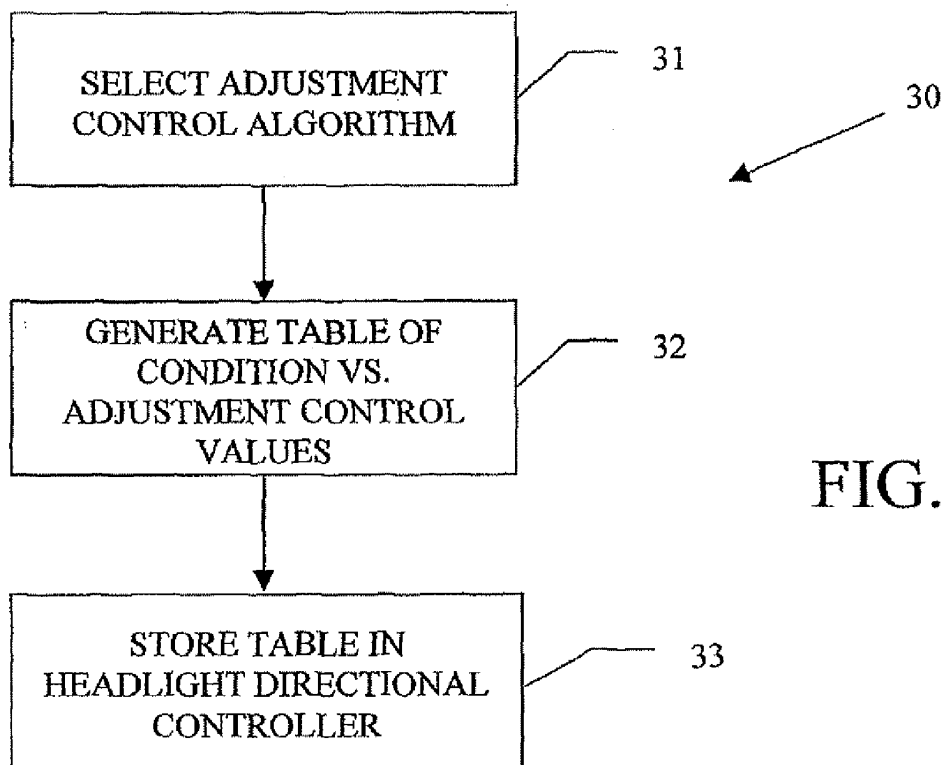 SELECT ADJUSTMENT
CONTROL ALGORITHM
31
30
GENERATE TABLE OF
CONDITION VS.
ADJUSTMENT CONTROL
VALUES
32
FIG.
STORE TABLE IN
HEADLIGHT DIRECTIONAL
CONTROLLER
33